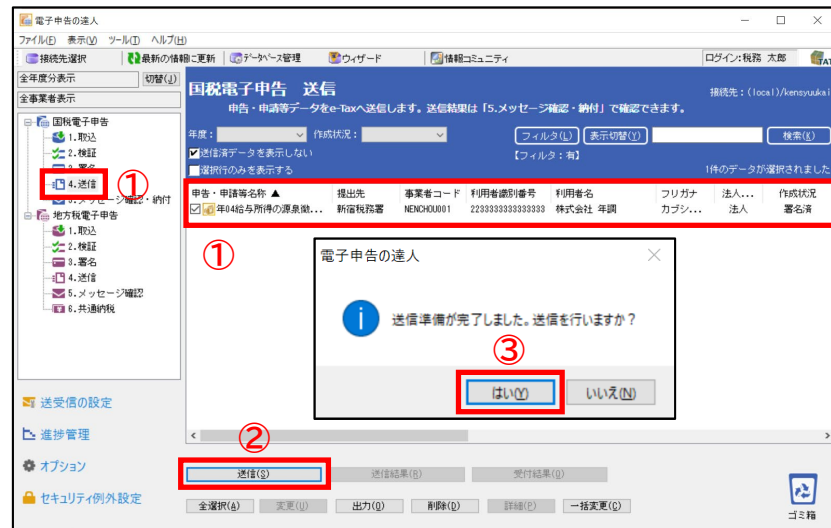 電子申告の達人
ファイル(F) 表示(V) ツール(T) ヘルプ(H)
接続先選択 最新の情報に更新 データベース管理 ウィザード 情報コミュニティ ログイン:税務 太郎
全年度分表示 切替(J)
全事業者表示
国税電子申告
1.取込
2.検証
3.署名
4.送信
①
5.メッセージ確認・納付
地方税電子申告
1.取込
2.検証
3.署名
4.送信
5.メッセージ確認
6.共通納税
送受信の設定
進捗管理
オプション
セキュリティ例外設定
国税電子申告 送信
接続先:(local)/kensyuukai
申告・申請等データをe-Taxへ送信します。送信結果は「5.メッセージ確認・納付」で確認できます。
年度: 作成状況: フィルタ(L) 表示切替(Y) 検索(K)
送信済データを表示しない 【フィルタ:有】
選択行のみを表示する 1件のデータが選択されました
申告・申請等名称 ▲ 提出先 事業者コード 利用者識別番号 利用者名 フリガナ 法人... 作成状況
年04給与所得の源泉徴... 新宿税務署 NENCHOU001 2233333333333333 株式会社 年調 カブシ... 法人 署名済
①
電子申告の達人
送信準備が完了しました。送信を行いますか?
③
はい(Y) いいえ(N)
②
送信(S) 送信結果(R) 受付結果(Q)
全選択(A) 変更(U) 出力(O) 削除(D) 詳細(P) 一括変更(C)
ゴミ箱